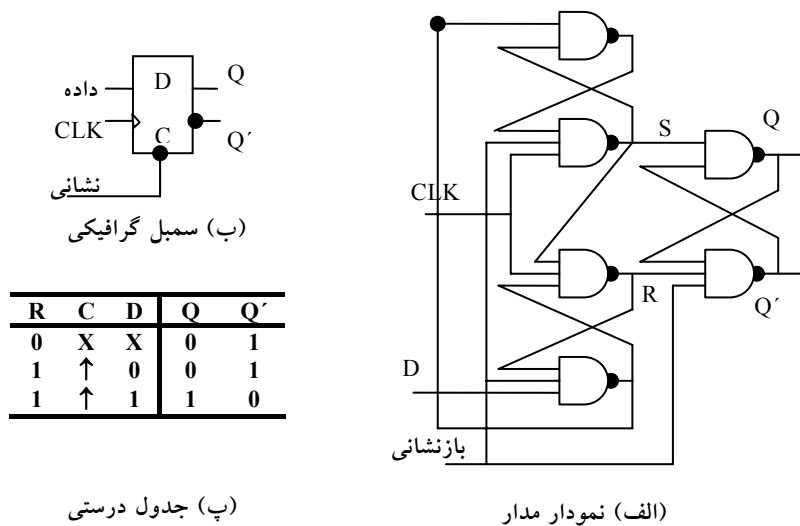 داده
D
Q
CLK
C
Q´
نشانی
(ب) سمبل گرافیکی
R C D Q Q´
0 X X 0 1
1 ↑ 0 0 1
1 ↑ 1 1 0
(پ) جدول درستی
S
Q
CLK
R
Q´
D
بازنشانی
(الف) نمودار مدار